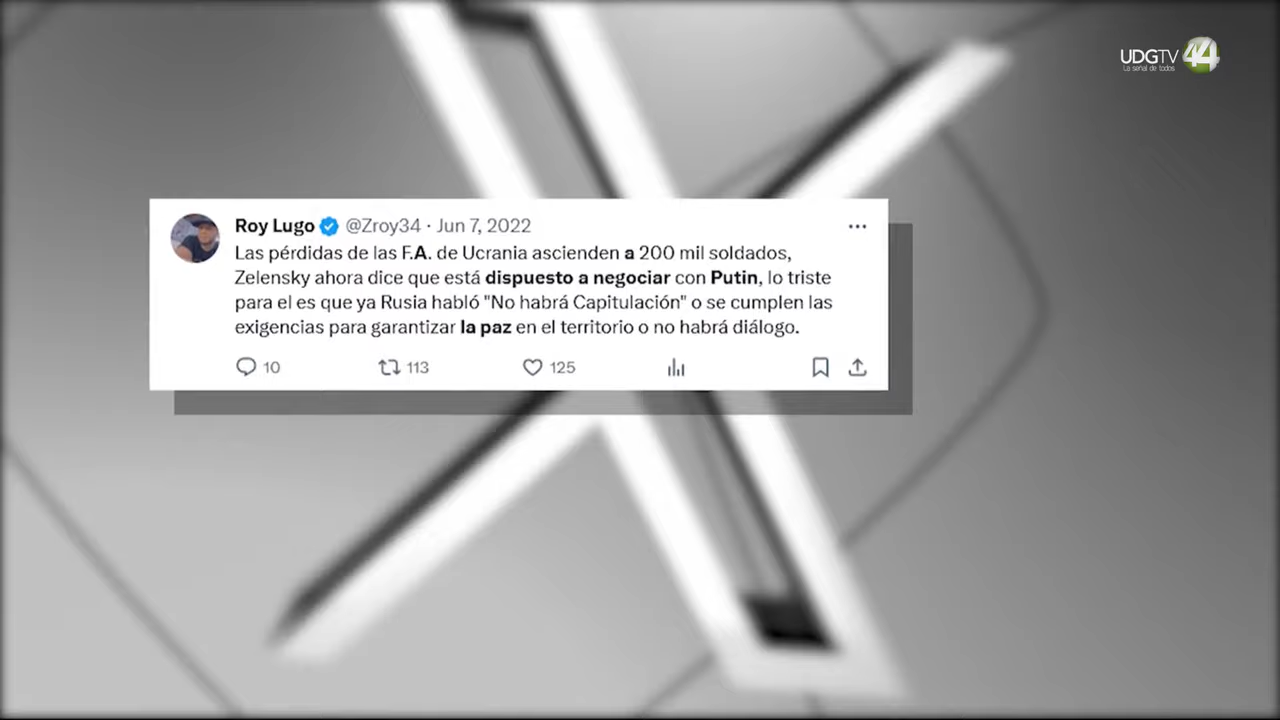 UDGTV 44
La señal de todos
Roy Lugo @Zroy34 · Jun 7, 2022
Las pérdidas de las F.A. de Ucrania ascienden a 200 mil soldados,
Zelensky ahora dice que está dispuesto a negociar con Putin, lo triste
para el es que ya Rusia habló "No habrá Capitulación" o se cumplen las
exigencias para garantizar la paz en el territorio o no habrá diálogo.
10 113 125